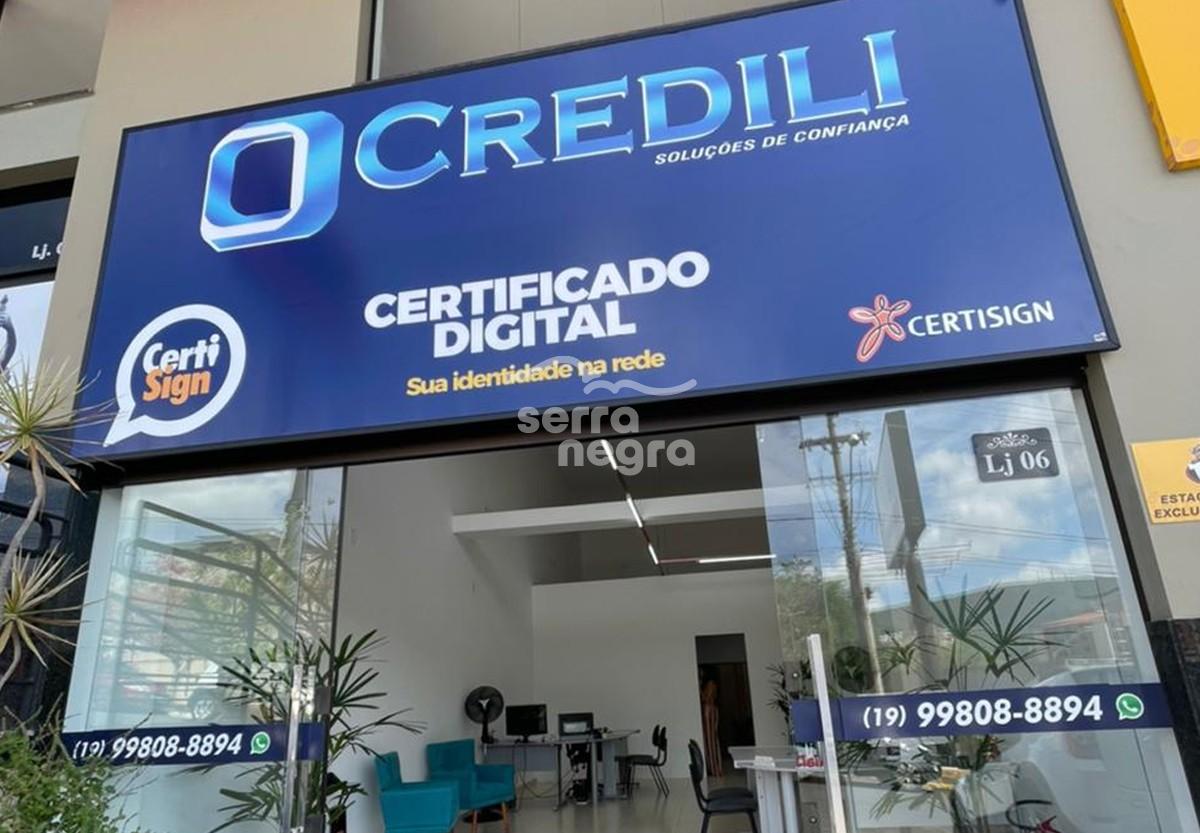 CREDILI
SOLUÇÕES DE CONFIANÇA
CERTIFICADO
DIGITAL
Sua identidade na rede
Certi
Sign
CERTISIGN
serra
negra
Lj.
Lj 06
(19) 99808-8894
(19) 99808-8894